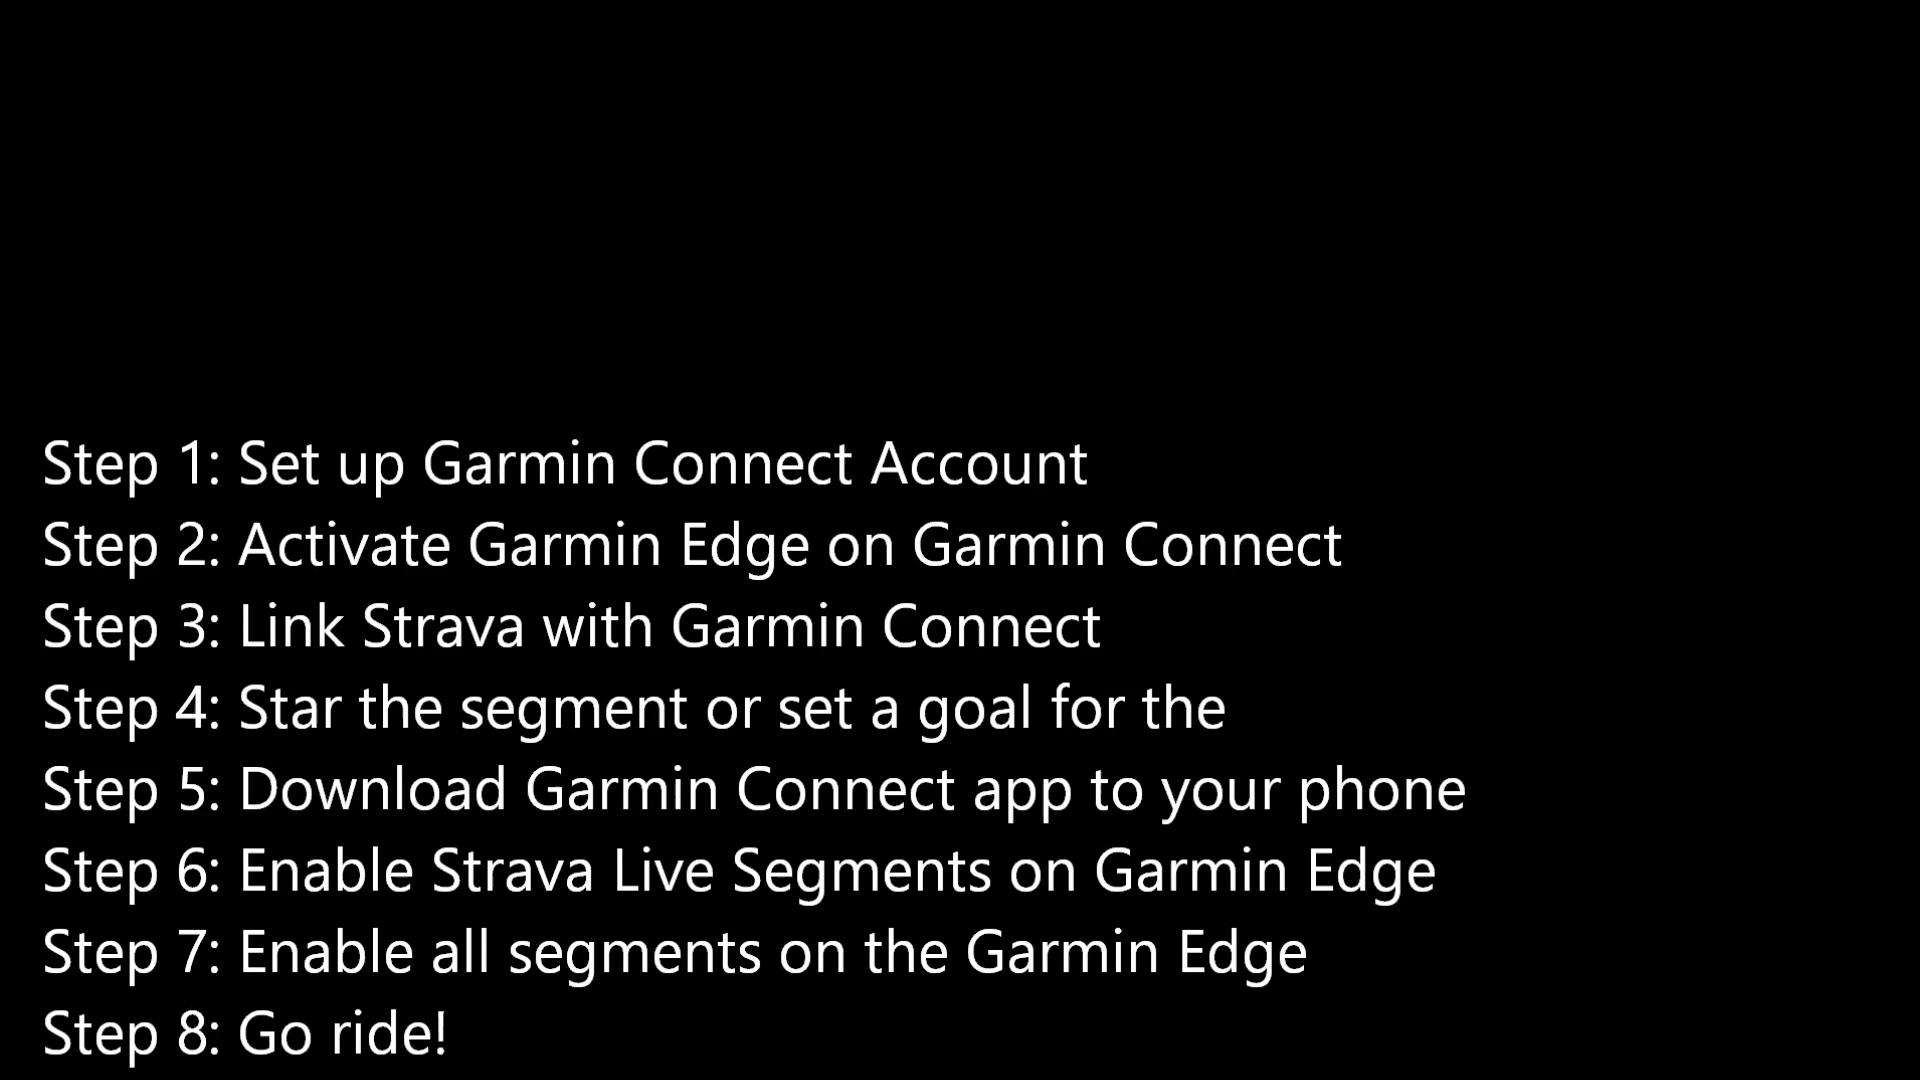 Step 1: Set up Garmin Connect Account
Step 2: Activate Garmin Edge on Garmin Connect
Step 3: Link Strava with Garmin Connect
Step 4: Star the segment or set a goal for the
Step 5: Download Garmin Connect app to your phone
Step 6: Enable Strava Live Segments on Garmin Edge
Step 7: Enable all segments on the Garmin Edge
Step 8: Go ride!